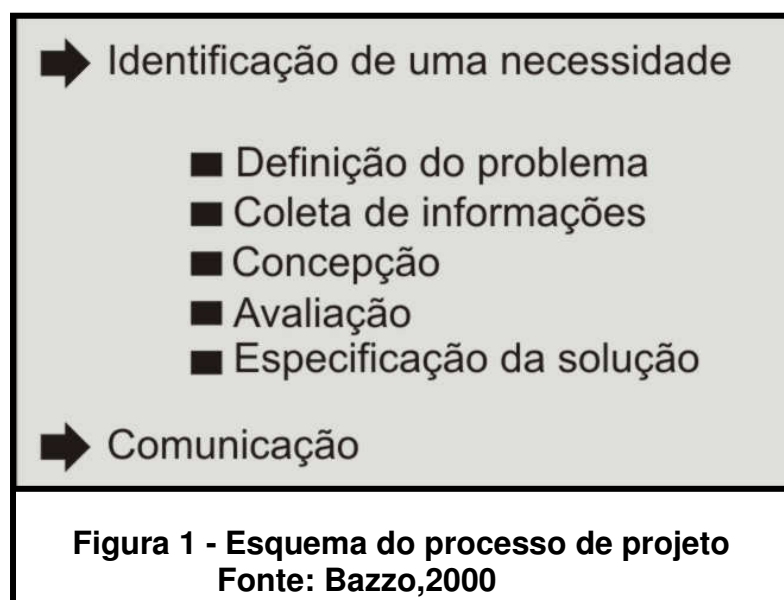 Identificação de uma necessidade
Definição do problema
Coleta de informações
Concepção
Avaliação
Especificação da solução
Comunicação
Figura 1 - Esquema do processo de projeto
Fonte: Bazzo,2000